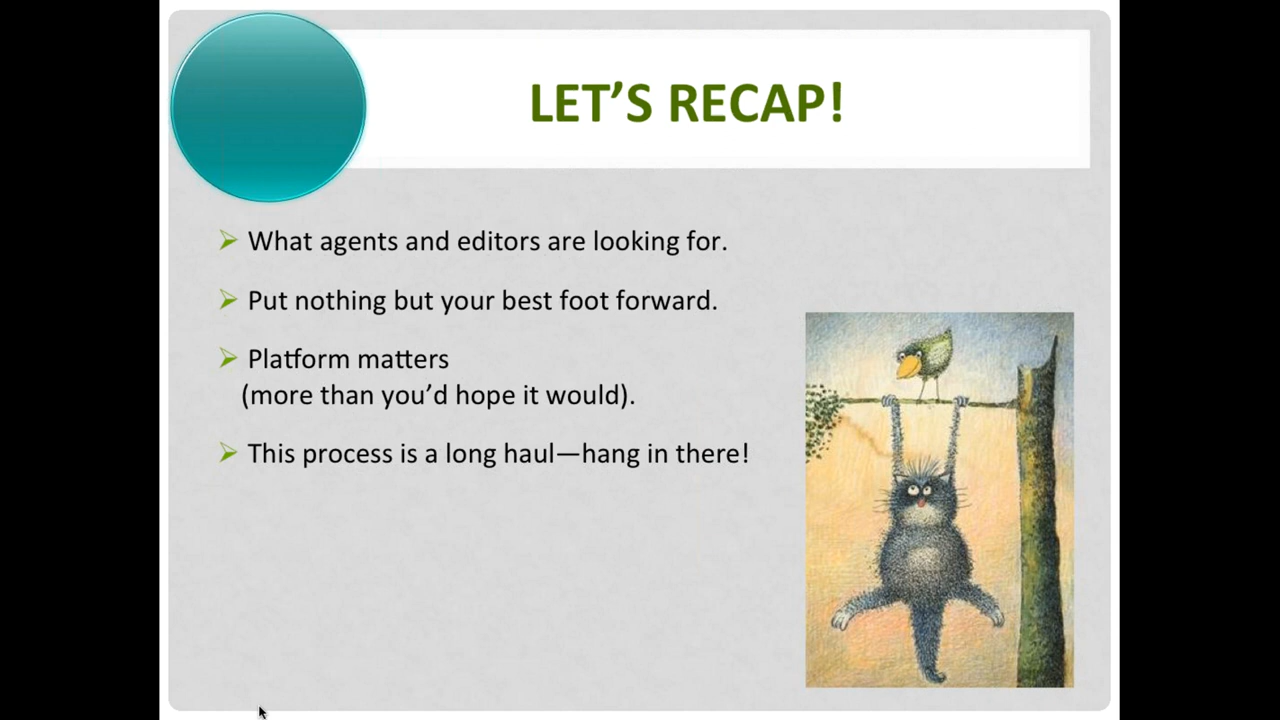 LET’S RECAP!
What agents and editors are looking for.
Put nothing but your best foot forward.
Platform matters
(more than you’d hope it would).
This process is a long haul—hang in there!